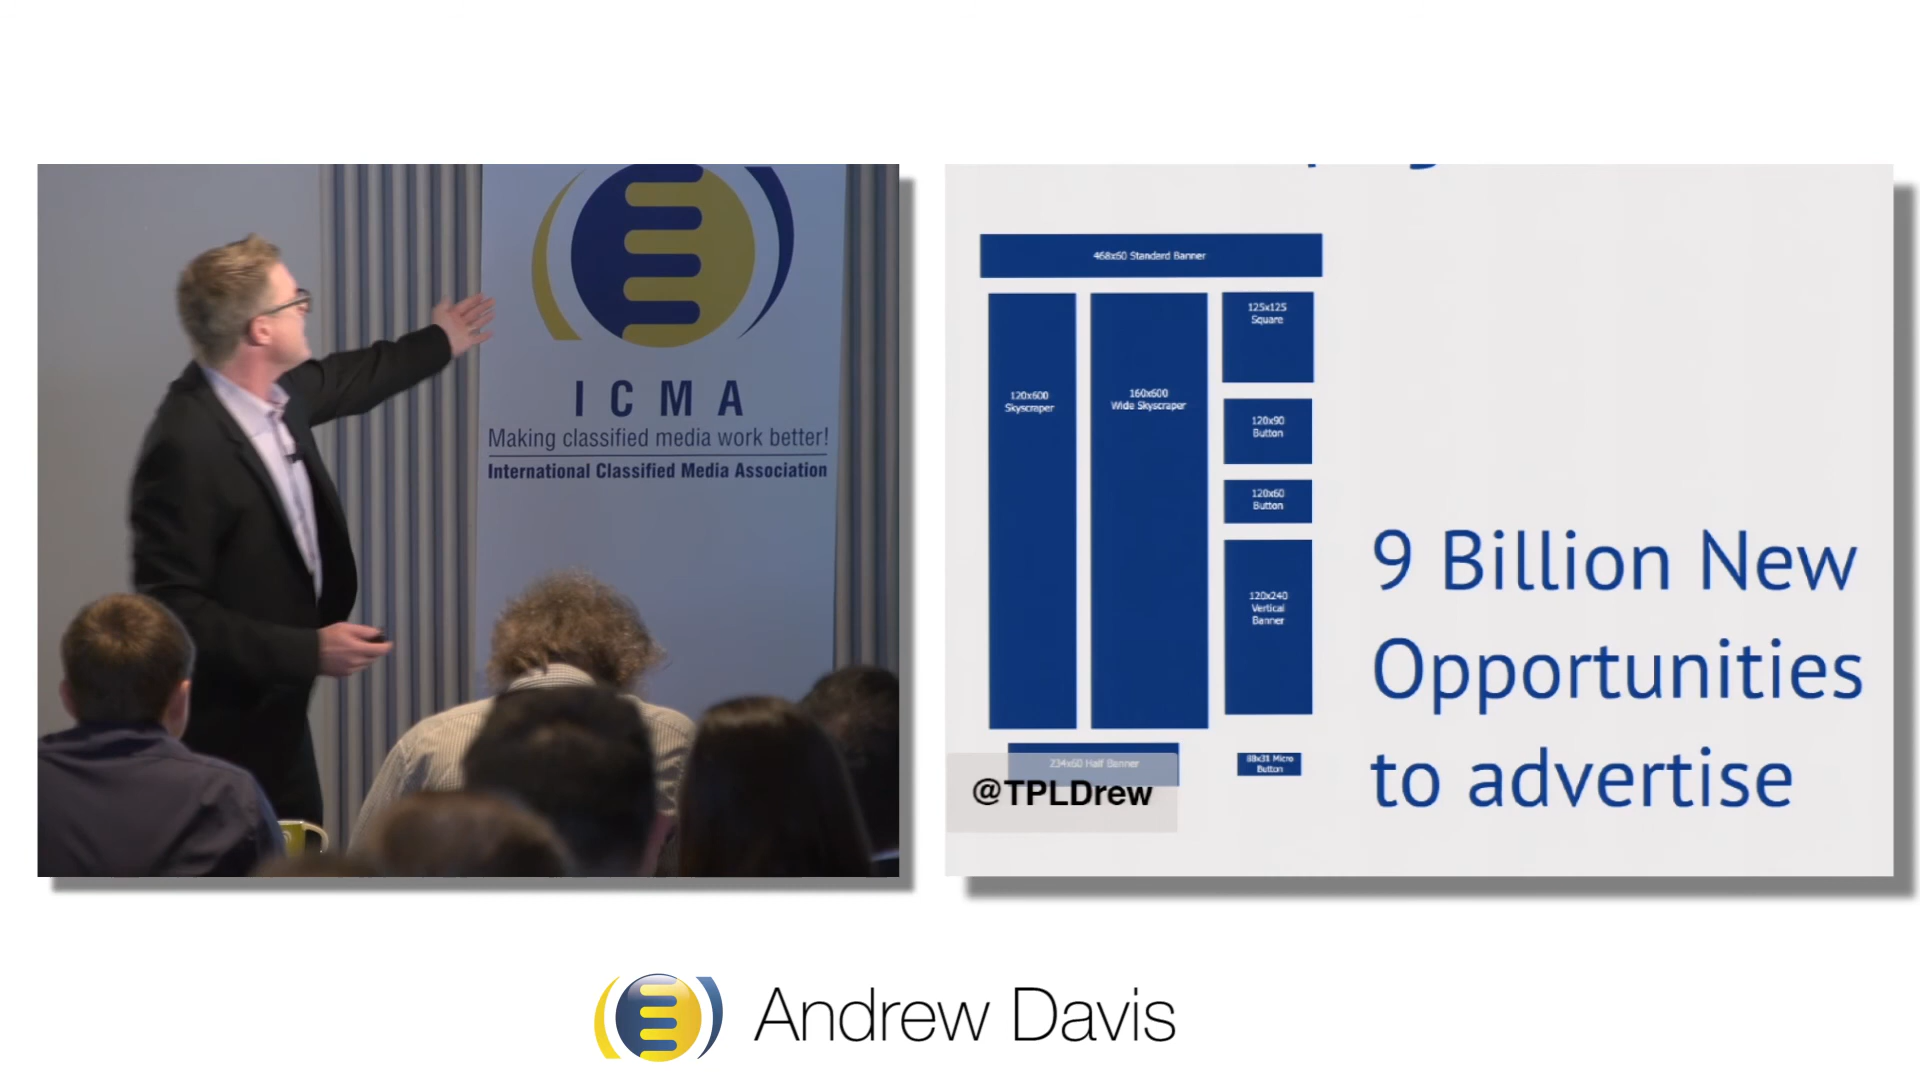 I C M A
Making classified media work better!
International Classified Media Association
468x60 Standard Banner
120x600
Skyscraper
160x600
Wide Skyscraper
125x125
Square
120x90
Button
120x60
Button
120x240
Vertical
Banner
234x60 Half Banner
88x31 Micro
Button
9 Billion New
Opportunities
to advertise
@TPLDrew
Andrew Davis